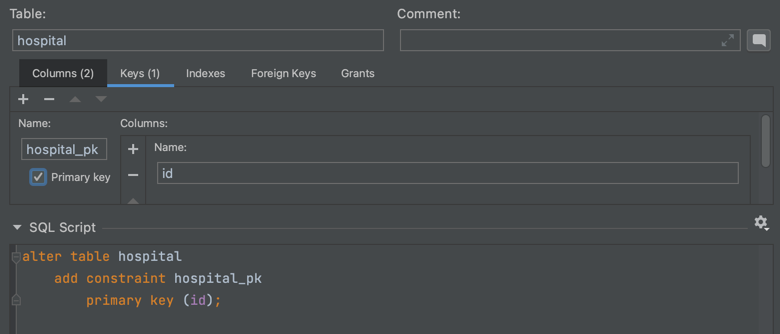 Table:
Comment:
hospital
Columns (2)
Keys (1)
Indexes
Foreign Keys
Grants
Name:
Columns:
hospital_pk
Name:
Primary key
id
SQL Script
alter table hospital
    add constraint hospital_pk
        primary key (id);